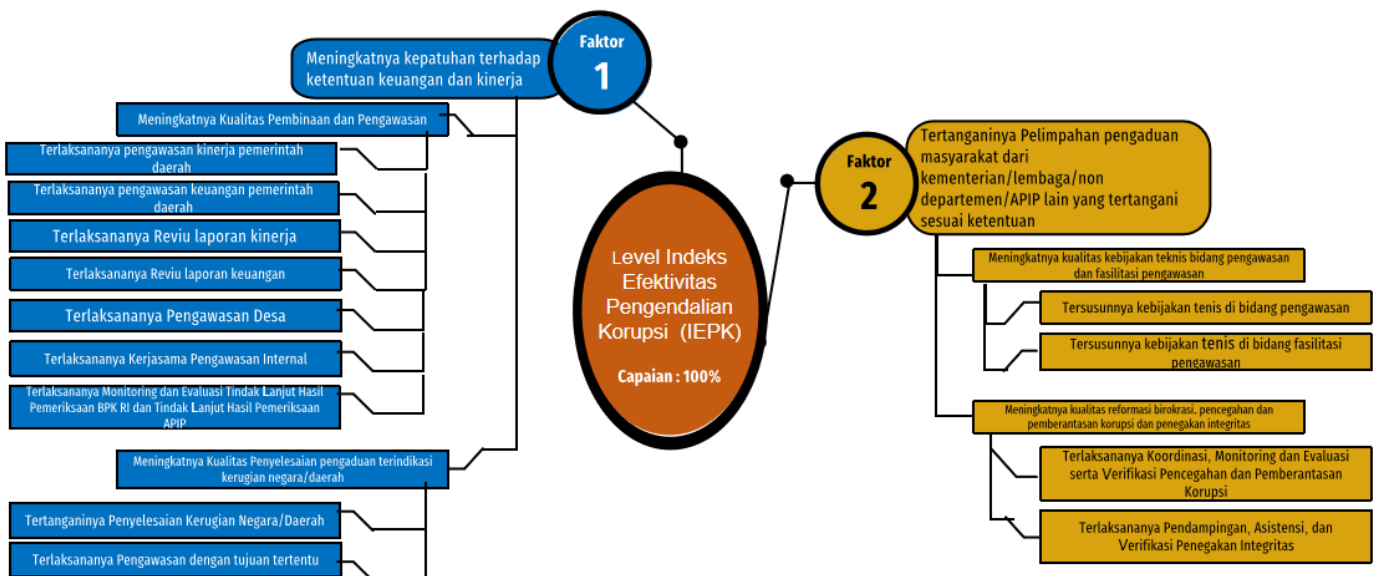 Faktor
1
Meningkatnya kepatuhan terhadap
ketentuan keuangan dan kinerja
Meningkatnya Kualitas Pembinaan dan Pengawasan
Terlaksananya pengawasan kinerja pemerintah
daerah
Terlaksananya pengawasan keuangan pemerintah
daerah
Terlaksananya Reviu laporan kinerja
Terlaksananya Reviu laporan keuangan
Terlaksananya Pengawasan Desa
Terlaksananya Kerjasama Pengawasan Internal
Terlaksananya Monitoring dan Evaluasi Tindak Lanjut Hasil
Pemeriksaan BPK RI dan Tindak Lanjut Hasil Pemeriksaan
APIP
Meningkatnya Kualitas Penyelesaian pengaduan terindikasi
kerugian negara/daerah
Tertanganinya Penyelesaian Kerugian Negara/Daerah
Terlaksananya Pengawasan dengan tujuan tertentu
Level Indeks
Efektivitas
Pengendalian
Korupsi (IEPK)
Capaian : 100%
Faktor
2
Tertanganinya Pelimpahan pengaduan
masyarakat dari
kementerian/lembaga/non
departemen/APIP lain yang tertangani
sesuai ketentuan
Meningkatnya kualitas kebijakan teknis bidang pengawasan
dan fasilitasi pengawasan
Tersusunnya kebijakan tenis di bidang pengawasan
Tersusunnya kebijakan tenis di bidang fasilitasi
pengawasan
Meningkatnya kualitas reformasi birokrasi, pencegahan dan
pemberantasan korupsi dan penegakan integritas
Terlaksananya Koordinasi, Monitoring dan Evaluasi
serta Verifikasi Pencegahan dan Pemberantasan
Korupsi
Terlaksananya Pendampingan, Asistensi, dan
Verifikasi Penegakan Integritas